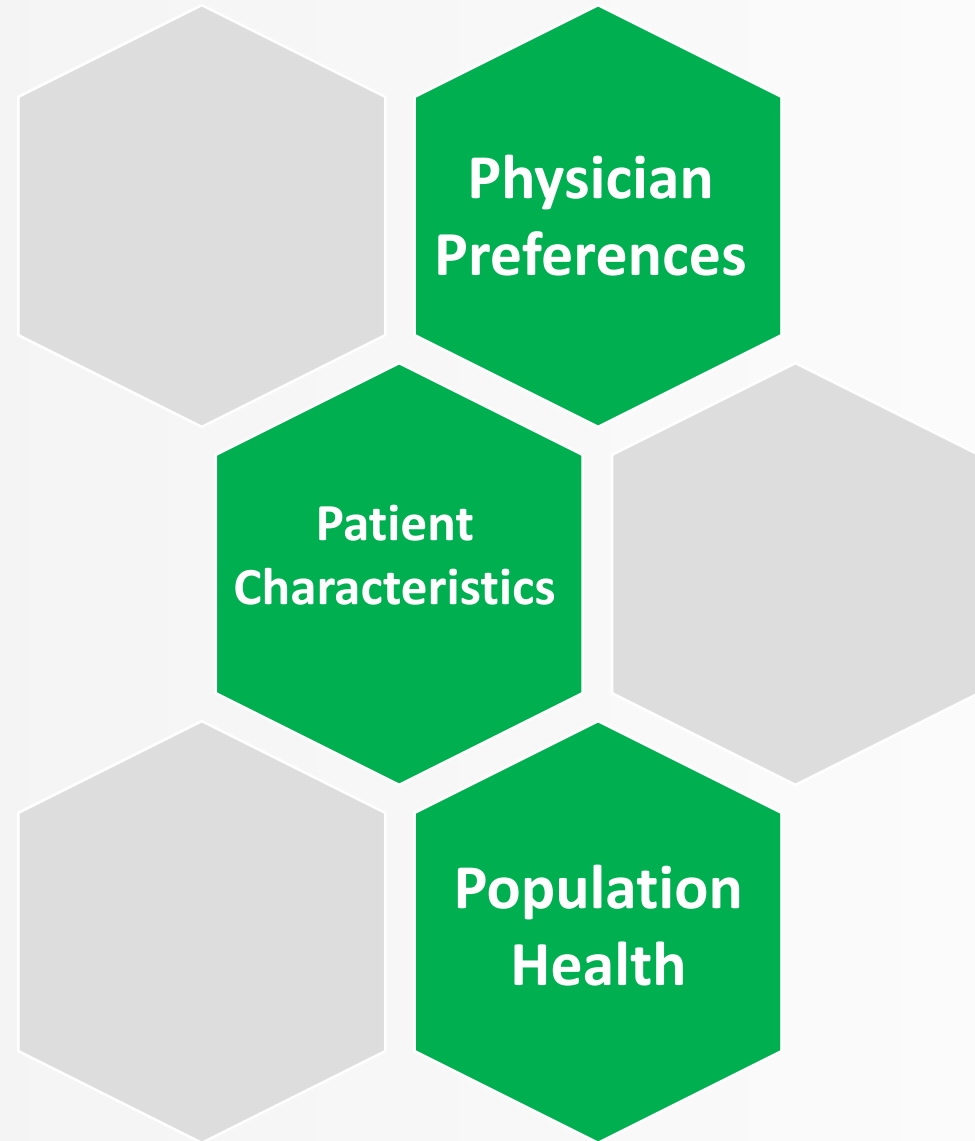 Physician
Preferences
Patient
Characteristics
Population
Health